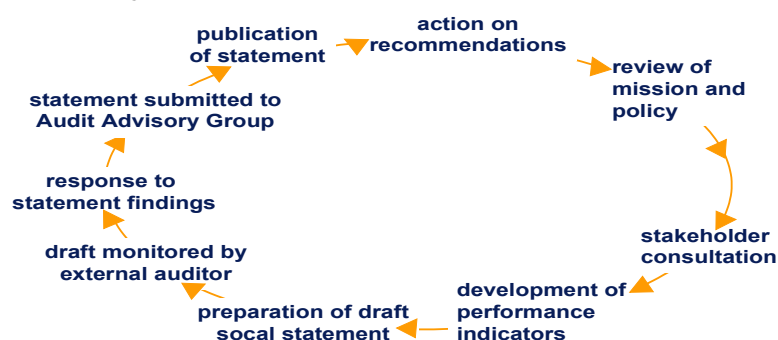 publication
of statement
action on
recommendations
review of
mission and
policy
stakeholder
consultation
development of
performance
indicators
preparation of draft
socal statement
draft monitored by
external auditor
response to
statement findings
statement submitted to
Audit Advisory Group